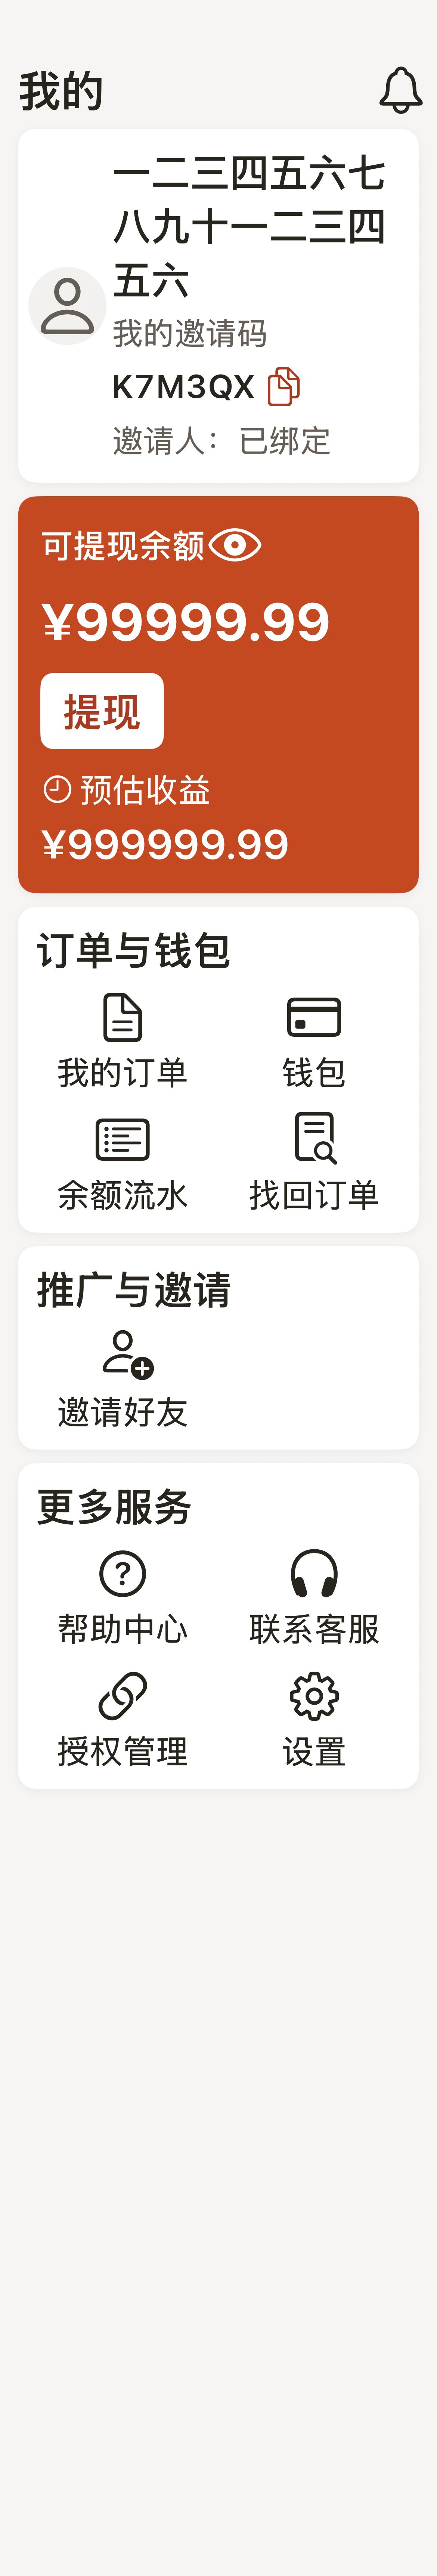 我的
一二三四五六七
八九十一二三四
五六
我的邀请码
K7M3QX
邀请人：已绑定
可提现余额
¥99999.99
提现
预估收益
¥999999.99
订单与钱包
我的订单 钱包
余额流水 找回订单
推广与邀请
邀请好友
更多服务
帮助中心 联系客服
授权管理 设置